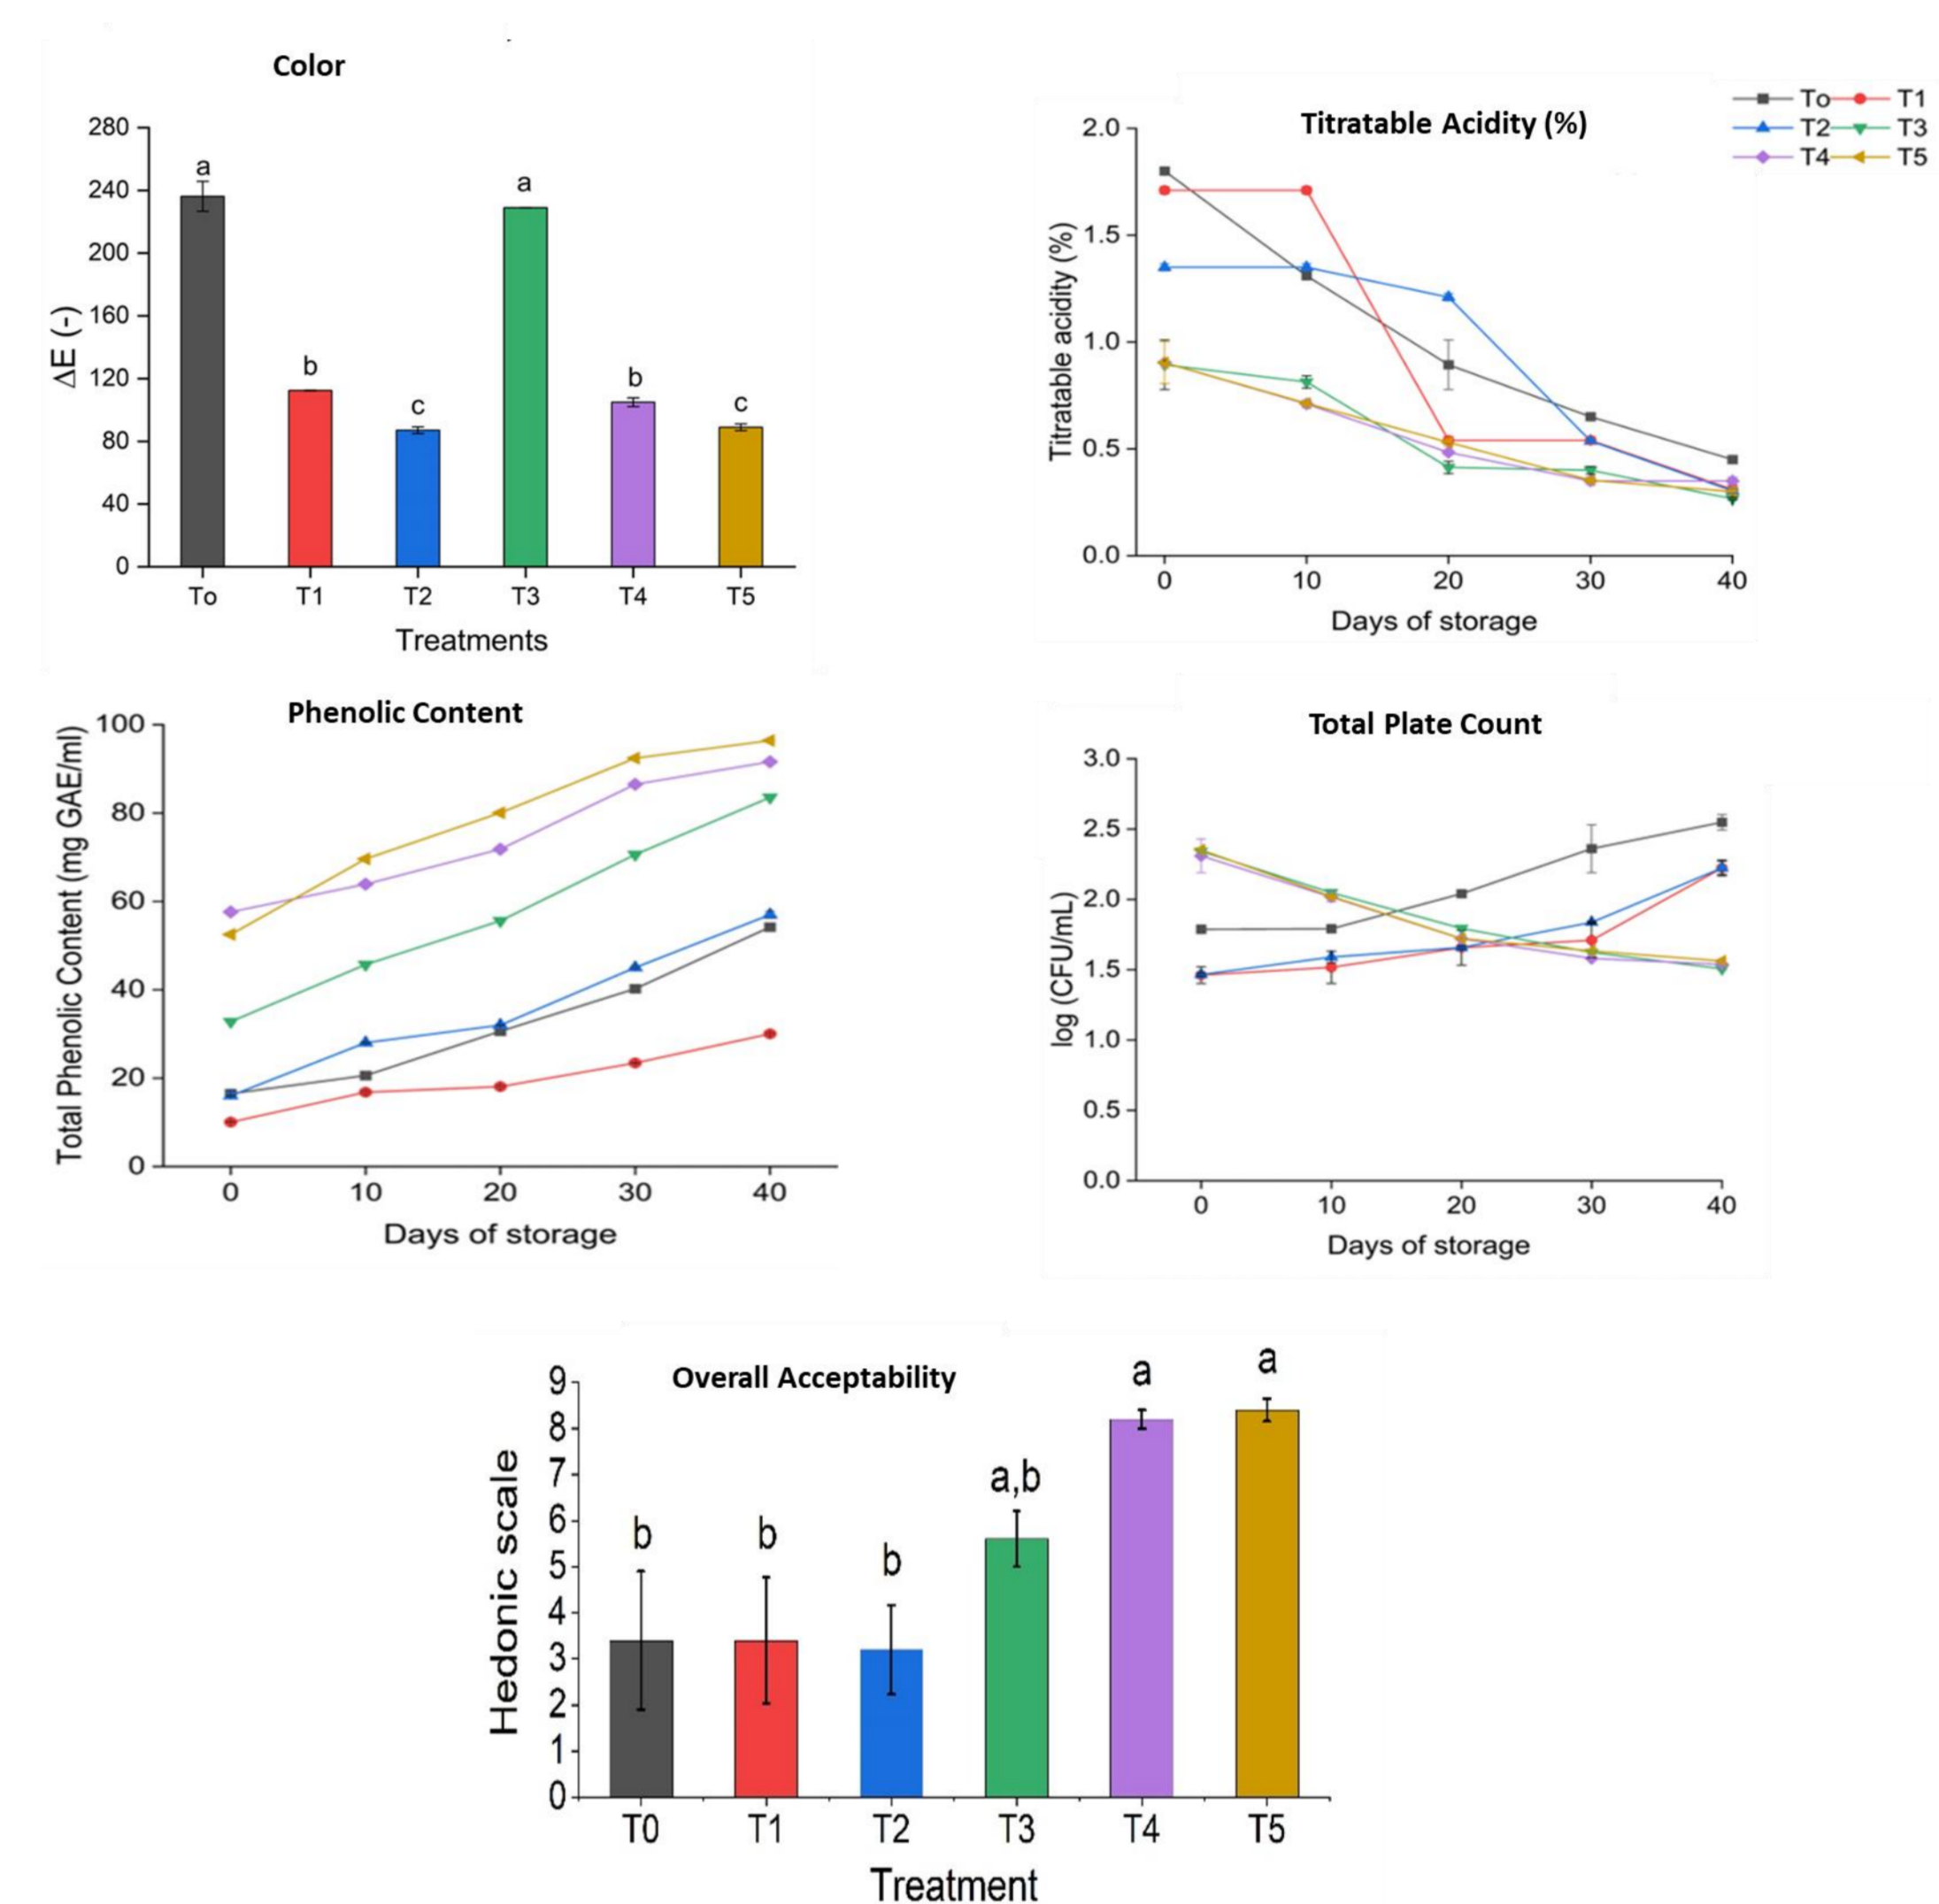 Color
280
240
200
160
120
80
40
0
ΔE (-)
a
b
c
a
b
c
To T1 T2 T3 T4 T5
Treatments
Titratable Acidity (%)
To T1
T2 T3
T4 T5
2.0
1.5
1.0
0.5
0.0
Titratable acidity (%)
0 10 20 30 40
Days of storage
Phenolic Content
100
80
60
40
20
0
Total Phenolic Content (mg GAE/ml)
0 10 20 30 40
Days of storage
Total Plate Count
3.0
2.5
2.0
1.5
1.0
0.5
0.0
log (CFU/mL)
0 10 20 30 40
Days of storage
Overall Acceptability
9
8
7
6
5
4
3
2
1
0
Hedonic scale
b
b
b
a,b
a
a
T0 T1 T2 T3 T4 T5
Treatment